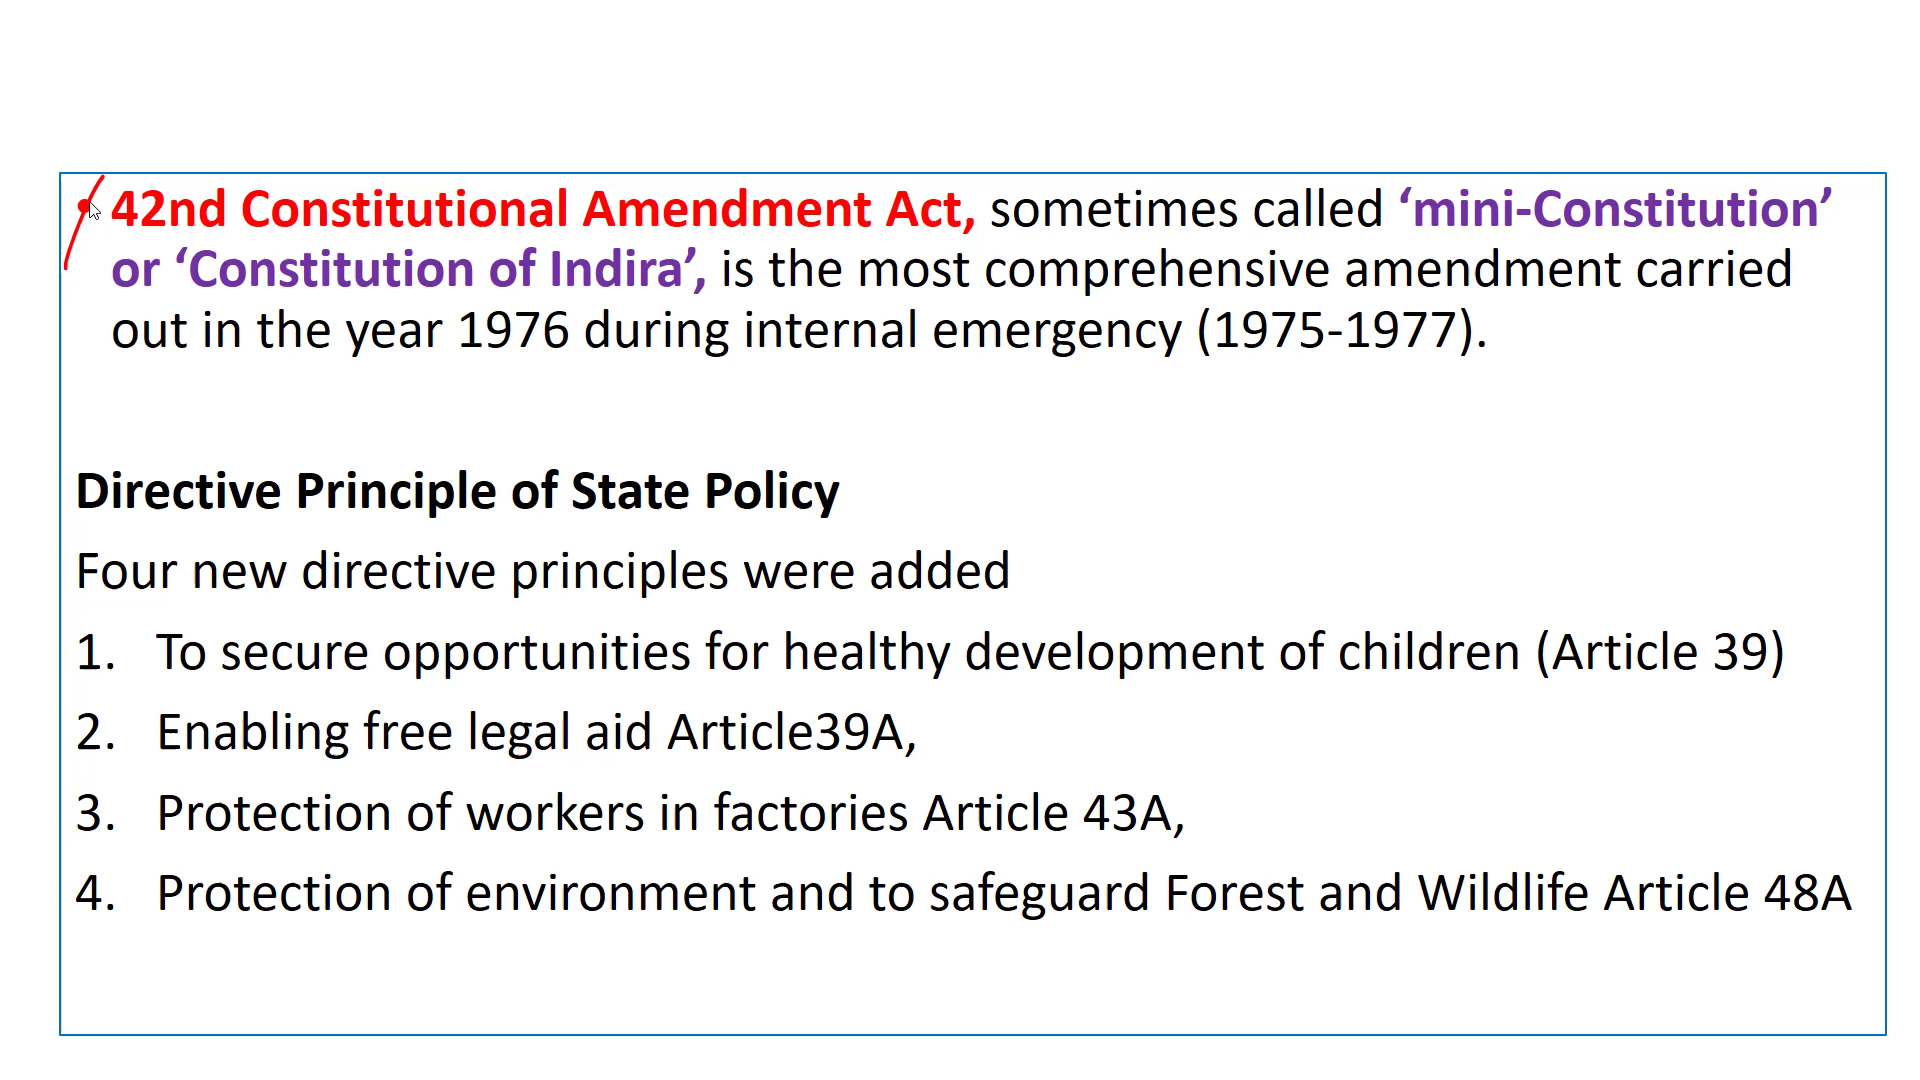 • 42nd Constitutional Amendment Act, sometimes called ‘mini-Constitution’
or ‘Constitution of Indira’, is the most comprehensive amendment carried
out in the year 1976 during internal emergency (1975-1977).
Directive Principle of State Policy
Four new directive principles were added
1. To secure opportunities for healthy development of children (Article 39)
2. Enabling free legal aid Article39A,
3. Protection of workers in factories Article 43A,
4. Protection of environment and to safeguard Forest and Wildlife Article 48A